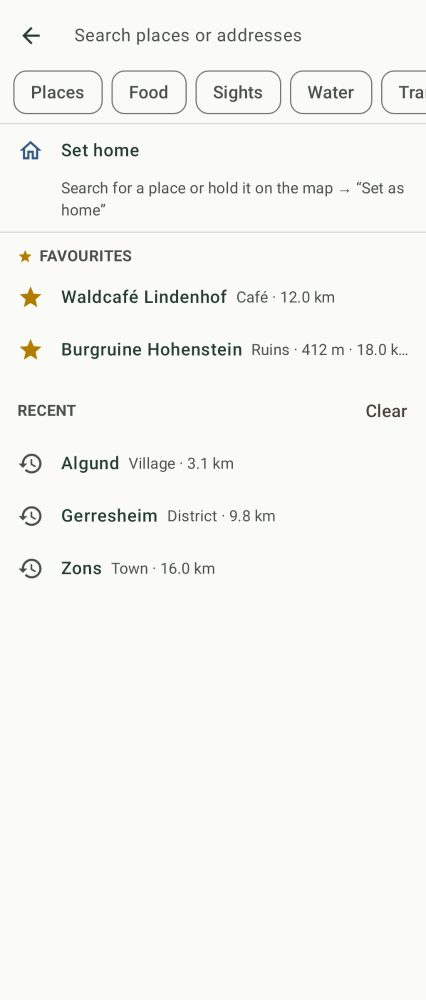 Search places or addresses
Places
Food
Sights
Water
Set home
Search for a place or hold it on the map → “Set as
home”
FAVOURITES
Waldcafé Lindenhof Café · 12.0 km
Burgruine Hohenstein Ruins · 412 m · 18.0 k…
RECENT Clear
Algund Village · 3.1 km
Gerresheim District · 9.8 km
Zons Town · 16.0 km